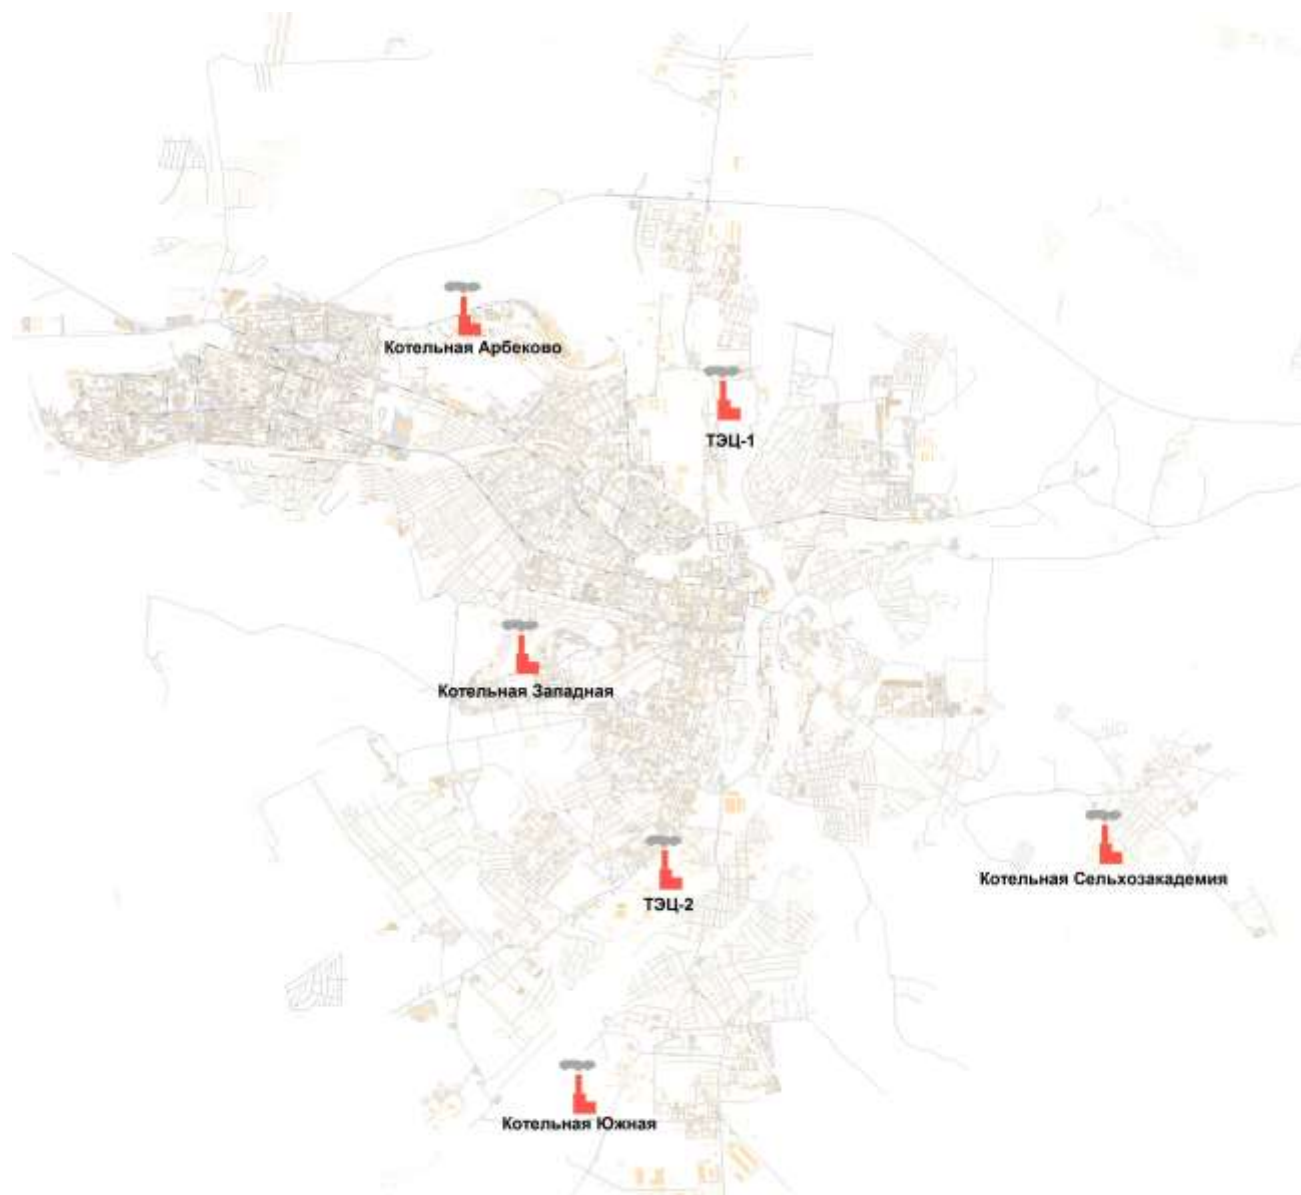 Котельная Арбеково
ТЭЦ-1
Котельная Западная
Котельная Сельхозакадемия
ТЭЦ-2
Котельная Южная